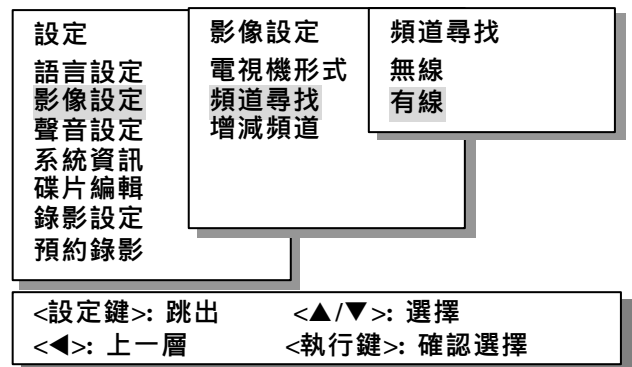 設定
語言設定
影像設定
聲音設定
系統資訊
碟片編輯
錄影設定
預約錄影
影像設定
電視機形式
頻道尋找
增減頻道
頻道尋找
無線
有線
<設定鍵>: 跳出 <▲/▼>: 選擇
<◀>: 上一層 <執行鍵>: 確認選擇